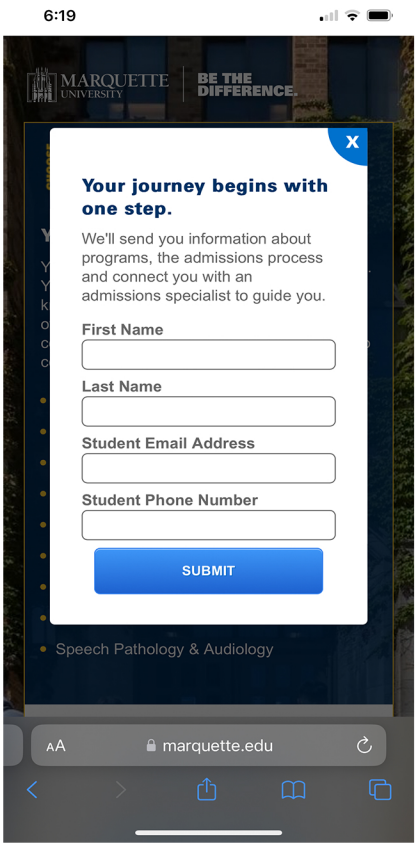 6:19
MARQUETTE
UNIVERSITY
BE THE
DIFFERENCE.
X
Your journey begins with
one step.
We'll send you information about
programs, the admissions process
and connect you with an
admissions specialist to guide you.
First Name
Last Name
Student Email Address
Student Phone Number
SUBMIT
Speech Pathology & Audiology
AA
marquette.edu